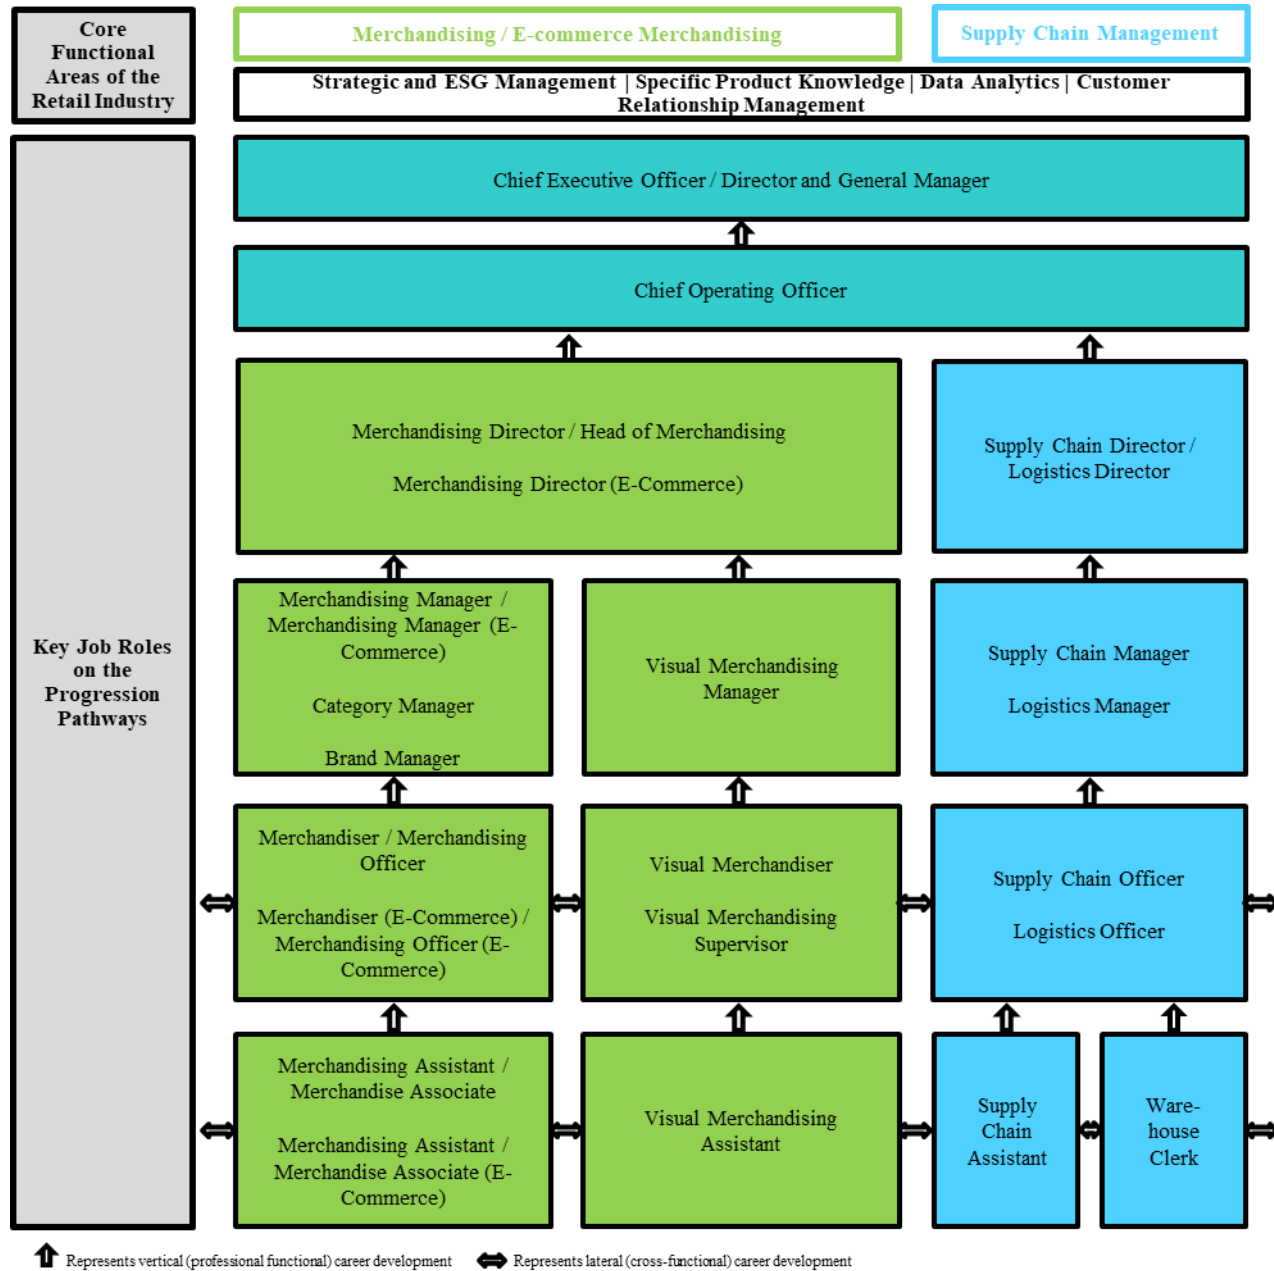 Core
Functional
Areas of the
Retail Industry
Merchandising / E-commerce Merchandising
Supply Chain Management
Strategic and ESG Management | Specific Product Knowledge | Data Analytics | Customer
Relationship Management
Key Job Roles
on the
Progression
Pathways
Chief Executive Officer / Director and General Manager
Chief Operating Officer
Merchandising Director / Head of Merchandising
Merchandising Director (E-Commerce)
Supply Chain Director /
Logistics Director
Merchandising Manager /
Merchandising Manager (E-
Commerce)
Category Manager
Brand Manager
Visual Merchandising
Manager
Supply Chain Manager
Logistics Manager
Merchandiser / Merchandising
Officer
Merchandiser (E-Commerce) /
Merchandising Officer (E-
Commerce)
Visual Merchandiser
Visual Merchandising
Supervisor
Supply Chain Officer
Logistics Officer
Merchandising Assistant /
Merchandise Associate
Merchandising Assistant /
Merchandise Associate (E-
Commerce)
Visual Merchandising
Assistant
Supply
Chain
Assistant
Ware-
house
Clerk
Represents vertical (professional functional) career development
Represents lateral (cross-functional) career development